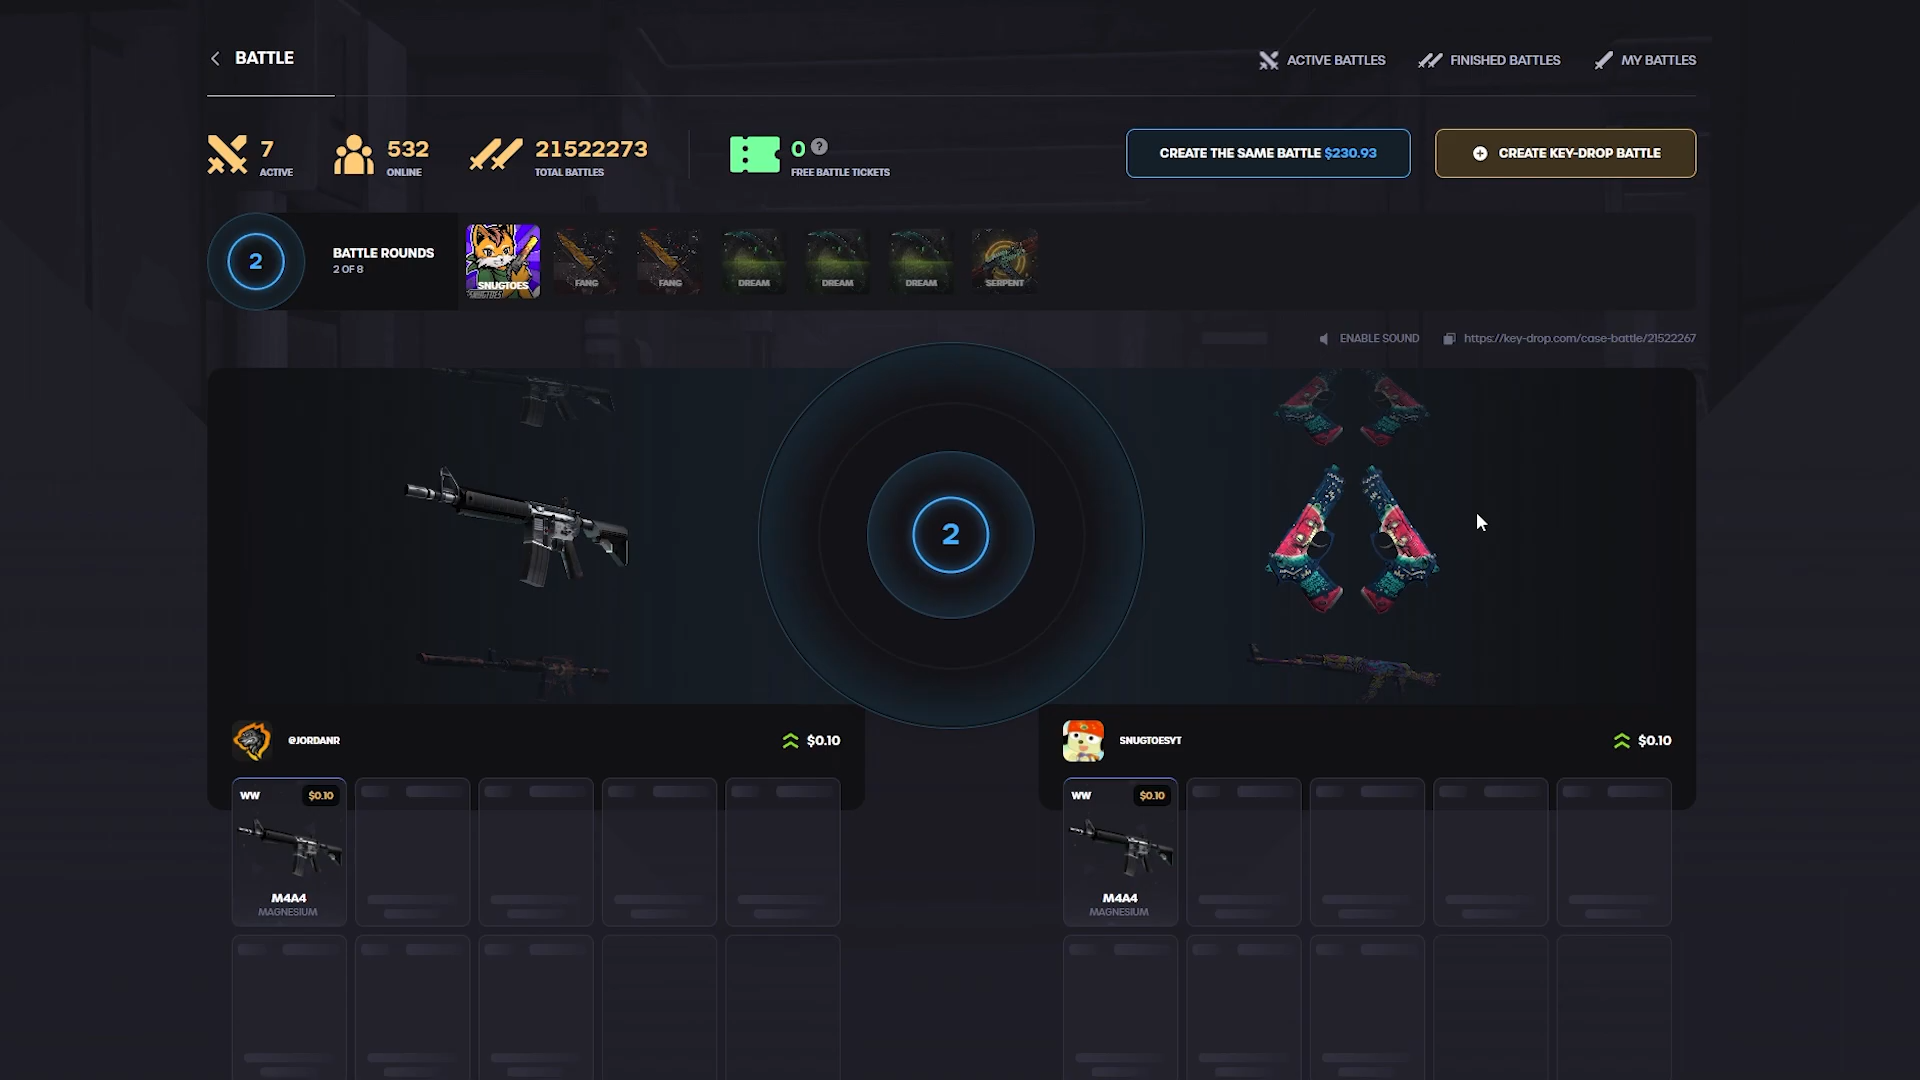 BATTLE
ACTIVE BATTLES
FINISHED BATTLES
MY BATTLES
7
ACTIVE
532
ONLINE
21522273
TOTAL BATTLES
0 ?
FREE BATTLE TICKETS
CREATE THE SAME BATTLE $230.93
CREATE KEY-DROP BATTLE
2
BATTLE ROUNDS
2 OF 8
SNUGTOES
SNUGTOES
FANG
FANG
DREAM
DREAM
DREAM
SERPENT
ENABLE SOUND
https://key-drop.com/case-battle/21522267
2
@JORDANR
$0.10
SNUGTOESYT
$0.10
WW
$0.10
M4A4
MAGNESIUM
WW
$0.10
M4A4
MAGNESIUM